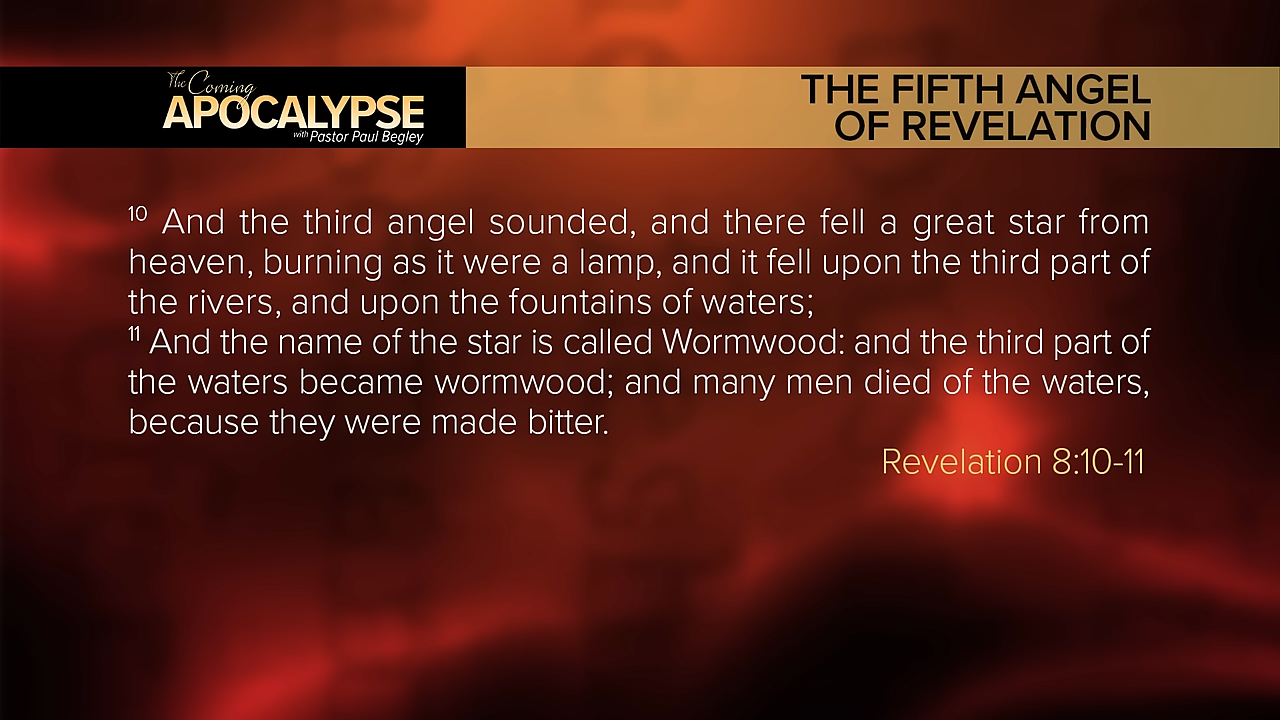 The Coming
APOCALYPSE
with Pastor Paul Begley
THE FIFTH ANGEL
OF REVELATION
10 And the third angel sounded, and there fell a great star from
heaven, burning as it were a lamp, and it fell upon the third part of
the rivers, and upon the fountains of waters;
11 And the name of the star is called Wormwood: and the third part of
the waters became wormwood; and many men died of the waters,
because they were made bitter.
Revelation 8:10-11